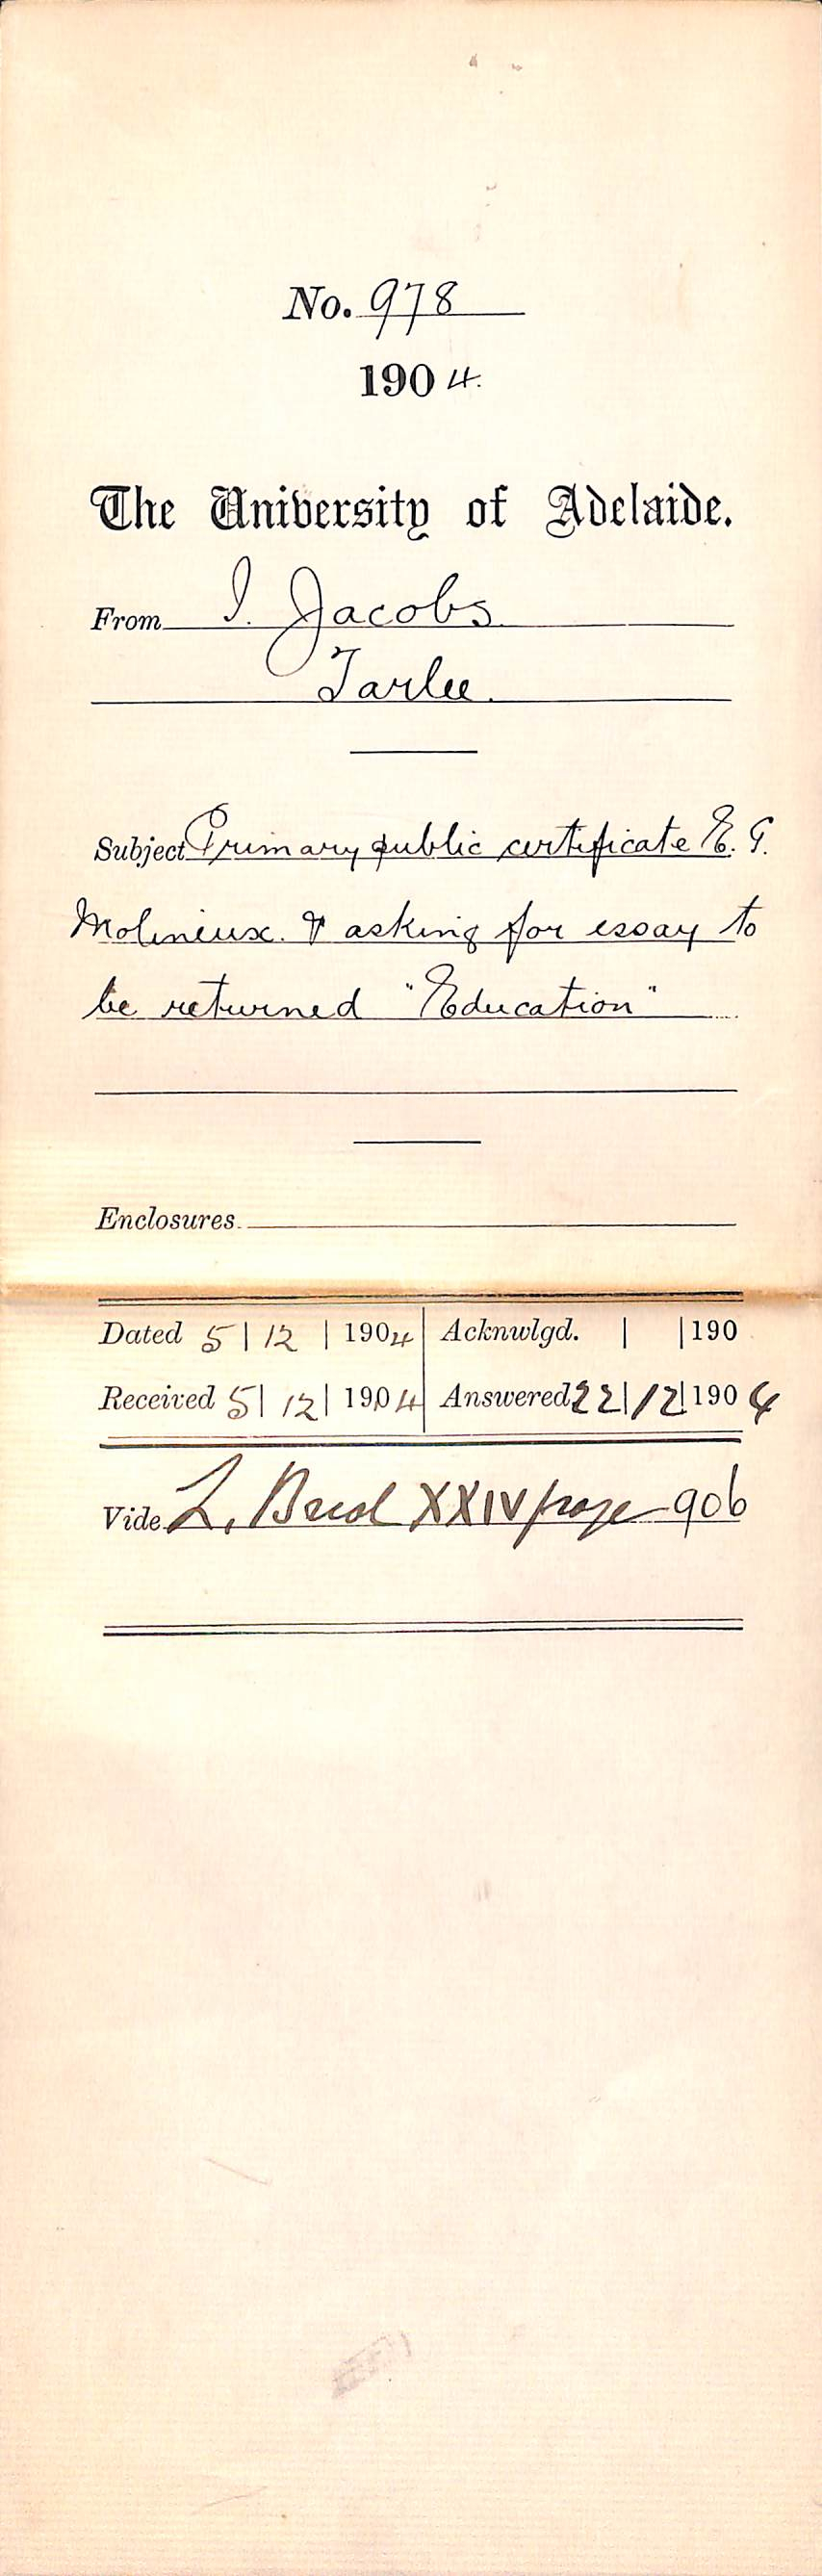 No. 978
1904.
The University of Adelaide.
From I. Jacobs
Tarlee.
Subject Primary public certificate E. G.
Molineux. & asking for essay to
be returned "Education"
Enclosures.
Dated 5 | 12 | 1904 | Acknwlgd. | | 190
Received 5 | 12 | 1904 | Answered 22 | 12 | 1904
Vide L. XXIV page 906